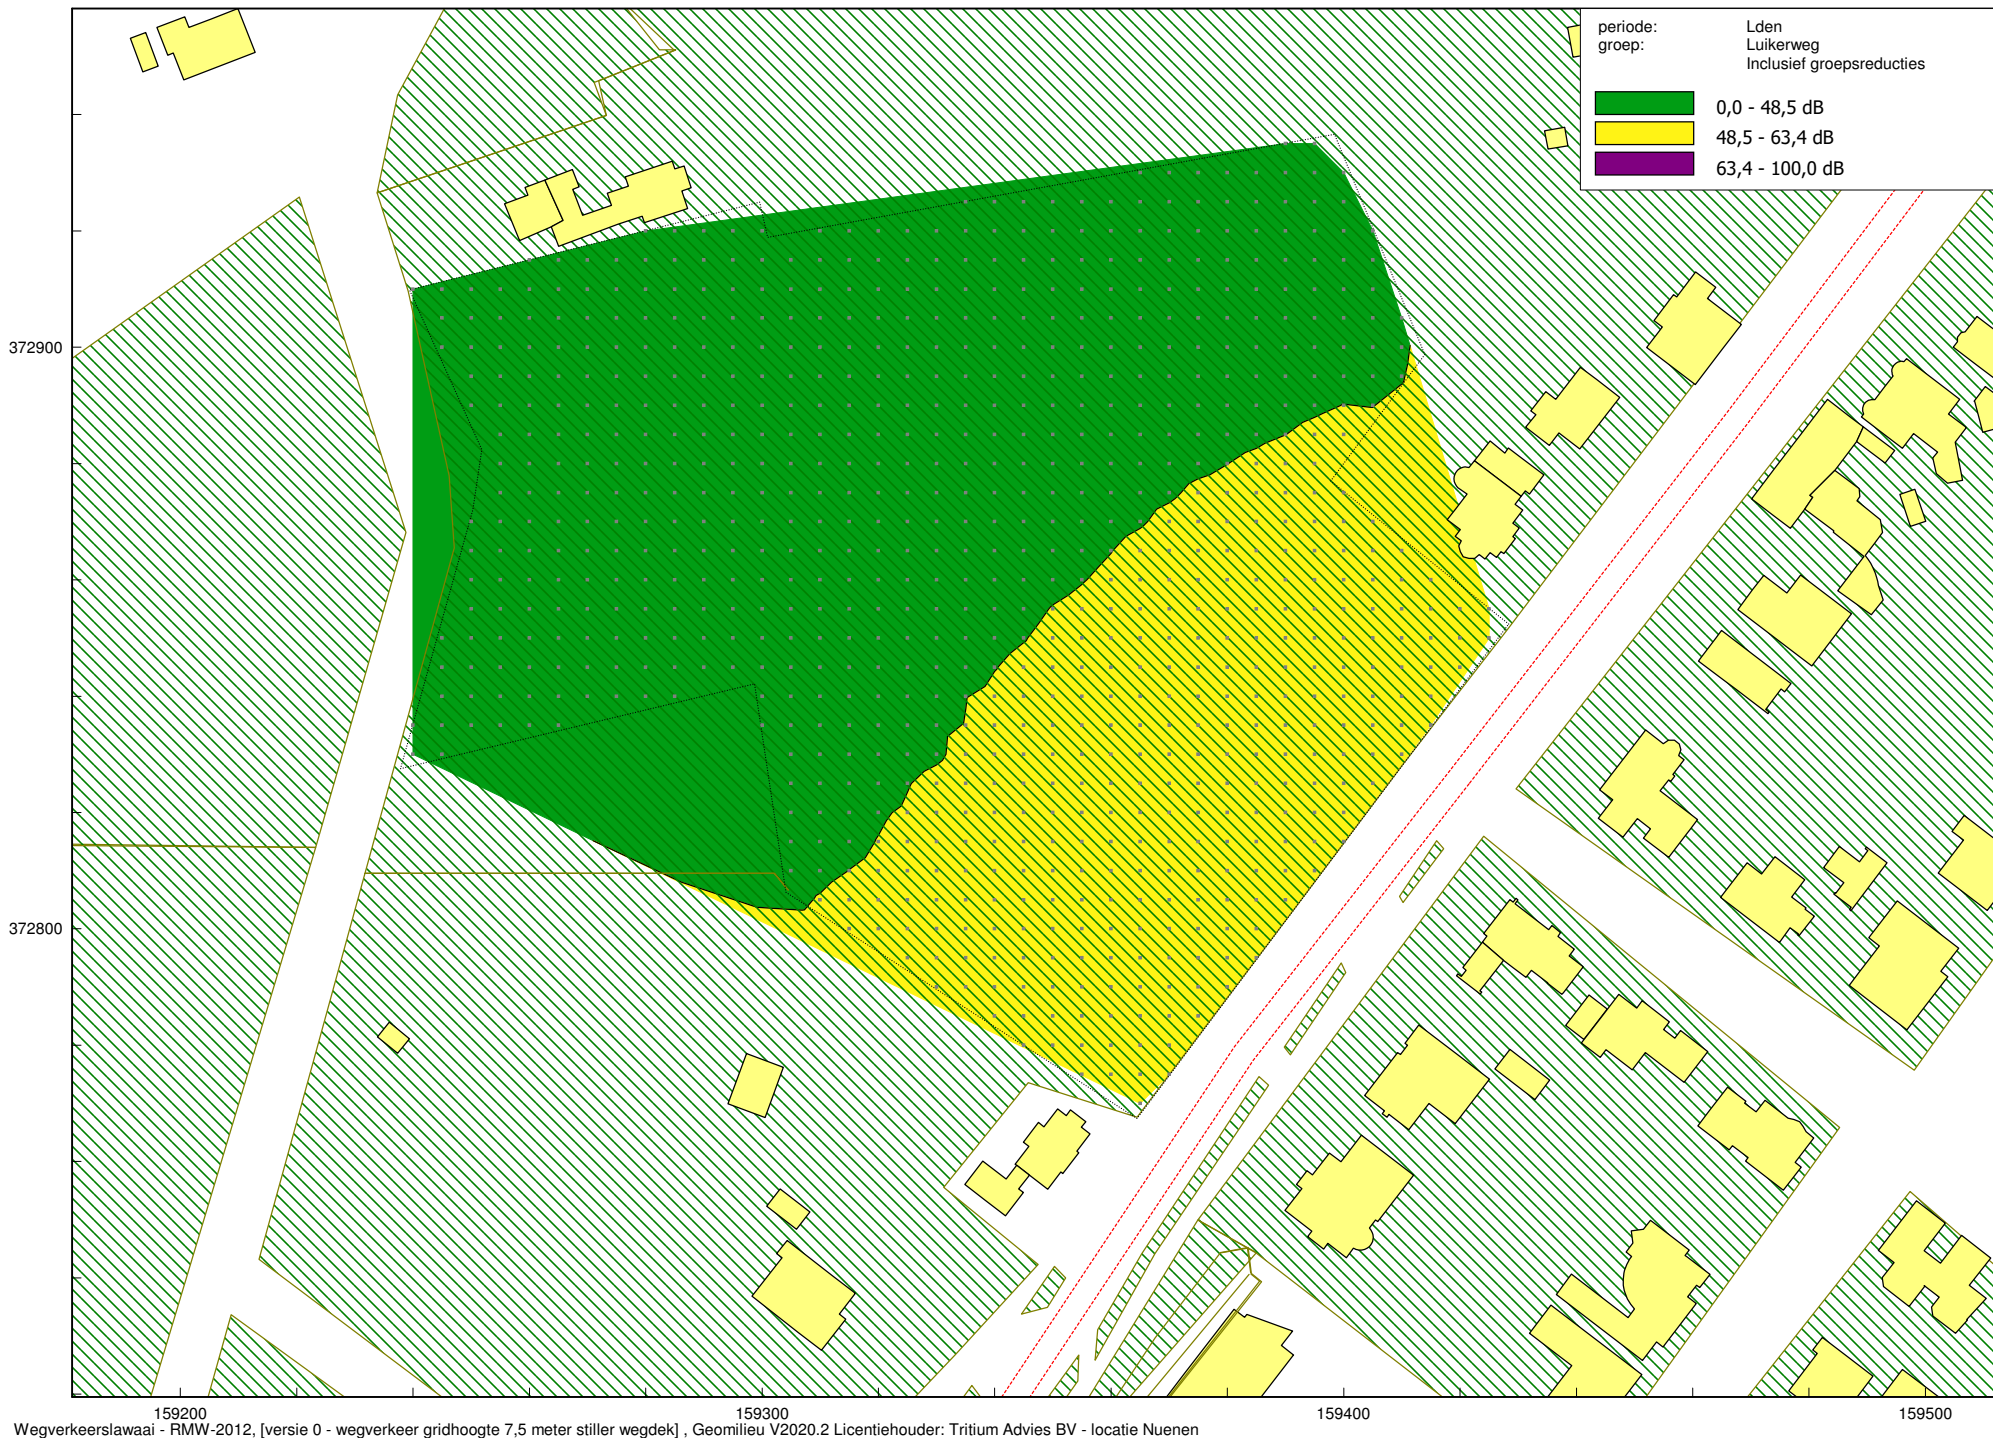 periode: Lden
groep: Luikerweg
Inclusief groepsreducties
0,0 - 48,5 dB
48,5 - 63,4 dB
63,4 - 100,0 dB
372900
372800
159200 159300 159400 159500
Wegverkeerslawaai - RMW-2012, [versie 0 - wegverkeer gridhoogte 7,5 meter stiller wegdek] , Geomilieu V2020.2 Licentiehouder: Tritium Advies BV - locatie Nuenen